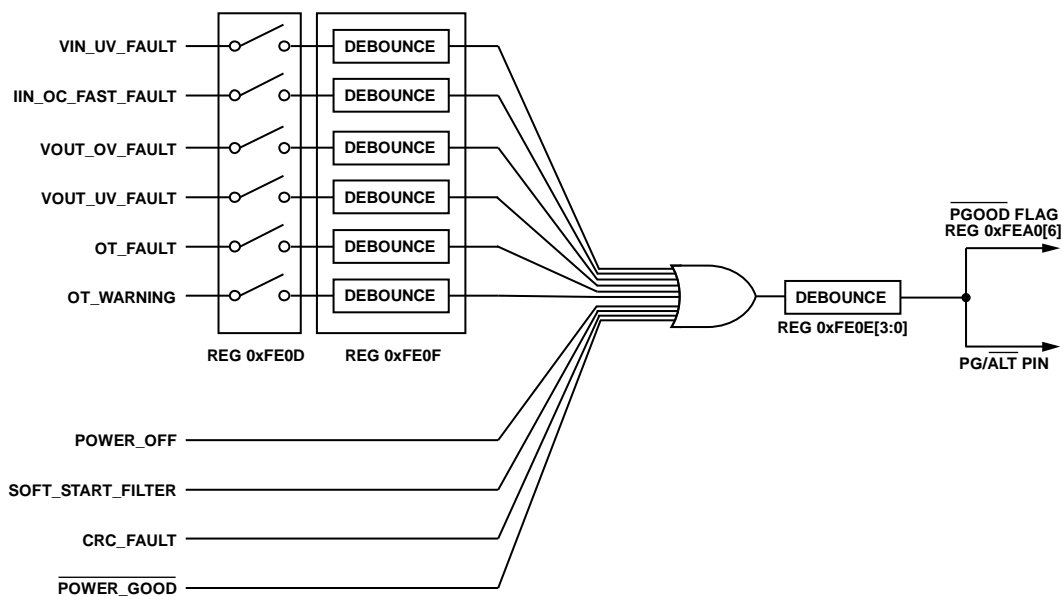 VIN_UV_FAULT
DEBOUNCE
IIN_OC_FAST_FAULT
DEBOUNCE
VOUT_OV_FAULT
DEBOUNCE
VOUT_UV_FAULT
DEBOUNCE
OT_FAULT
DEBOUNCE
OT_WARNING
DEBOUNCE
REG 0xFE0D
REG 0xFE0F
POWER_OFF
SOFT_START_FILTER
CRC_FAULT
POWER_GOOD
DEBOUNCE
REG 0xFE0E[3:0]
PGOOD FLAG
REG 0xFEA0[6]
PG/ALT PIN